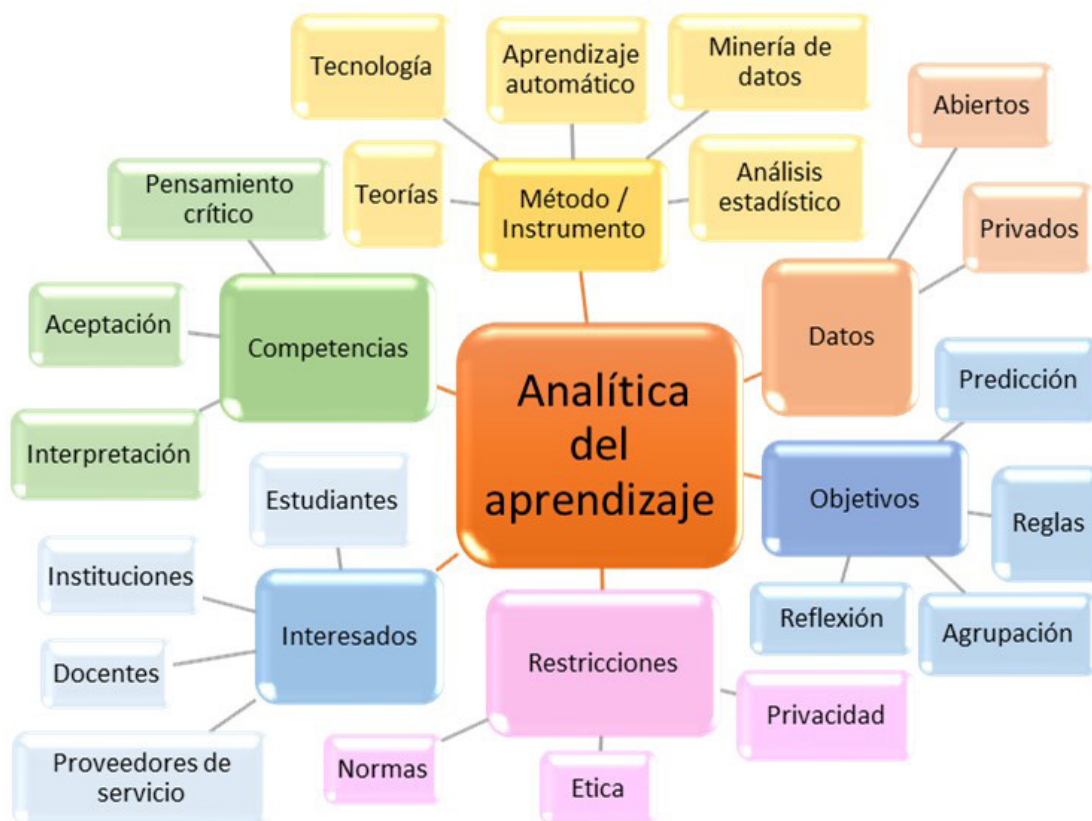 Analítica
del
aprendizaje
Método /
Instrumento
Teorías
Tecnología
Aprendizaje
automático
Minería de
datos
Análisis
estadístico
Datos
Abiertos
Privados
Objetivos
Predicción
Reglas
Agrupación
Reflexión
Restricciones
Privacidad
Etica
Normas
Interesados
Proveedores de
servicio
Docentes
Instituciones
Estudiantes
Competencias
Interpretación
Aceptación
Pensamiento
crítico